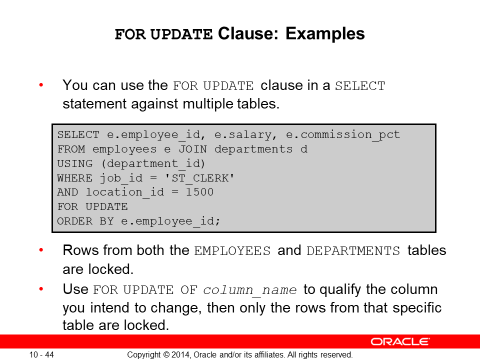 FOR UPDATE Clause: Examples
• You can use the FOR UPDATE clause in a SELECT
statement against multiple tables.
SELECT e.employee_id, e.salary, e.commission_pct
FROM employees e JOIN departments d
USING (department_id)
WHERE job_id = 'ST_CLERK'
AND location_id = 1500
FOR UPDATE
ORDER BY e.employee_id;
• Rows from both the EMPLOYEES and DEPARTMENTS tables
are locked.
• Use FOR UPDATE OF column_name to qualify the column
you intend to change, then only the rows from that specific
table are locked.
ORACLE
10 - 44 Copyright © 2014, Oracle and/or its affiliates. All rights reserved.